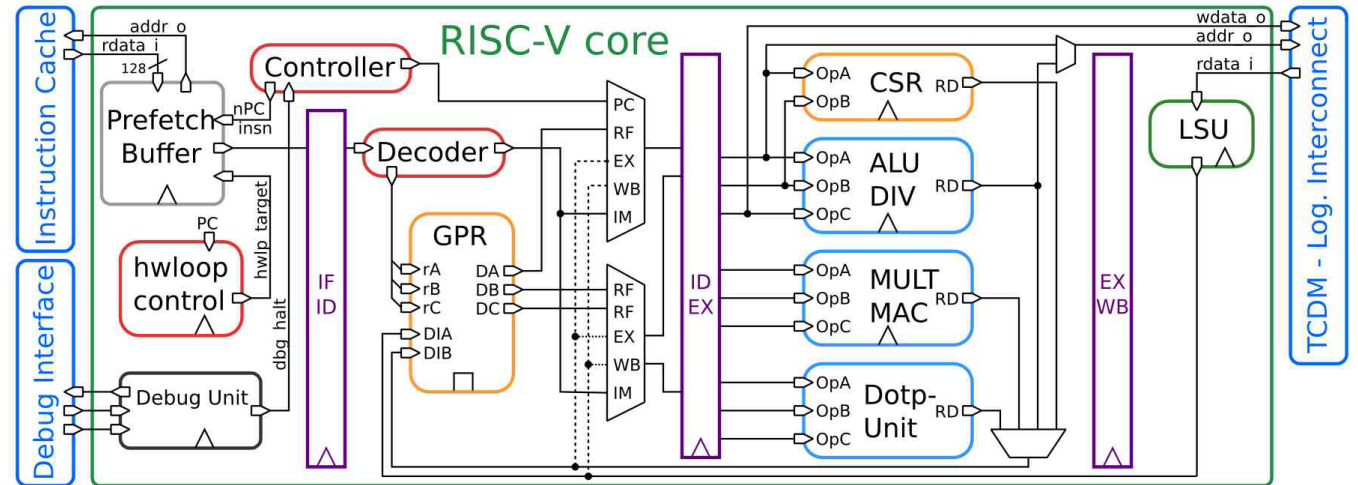 Instruction Cache
addr_o
rdata_i
128
RISC-V core
Controller
nPC
insn
Prefetch
Buffer
hwlp_target
PC
hwloop
control
Debug Interface
dbg_halt
Debug Unit
IF
ID
Decoder
GPR
rA
rB
rC
DIA
DIB
DA
DB
DC
PC
RF
EX
WB
IM
RF
RF
EX
WB
IM
ID
EX
OpA
OpB
CSR
RD
OpA
OpB
OpC
ALU
DIV
RD
OpA
OpB
OpC
MULT
MAC
RD
OpA
OpB
OpC
Dotp-
Unit
RD
EX
WB
wdata_o
addr_o
rdata_i
LSU
TCDM - Log. Interconnect